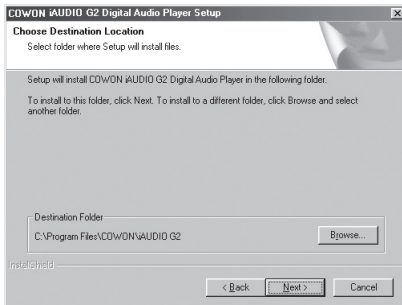 COWON iAUDIO G2 Digital Audio Player Setup
Choose Destination Location
Select folder where Setup will install files.
Setup will install COWON iAUDIO G2 Digital Audio Player in the following folder.
To install to this folder, click Next. To install to a different folder, click Browse and select
another folder.
Destination Folder
C:\Program Files\COWON\iAUDIO G2
Browse...
InstallShield
< Back
Next >
Cancel